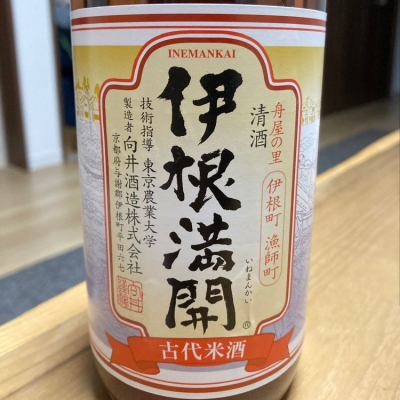 INEMANKAI
舟屋の里
伊根町 漁師町
清酒
伊根満開
いねまんかい
®
技術指導 東京農業大学
製造者 向井酒造株式会社
京都府与謝郡伊根町平田六七
古代米酒